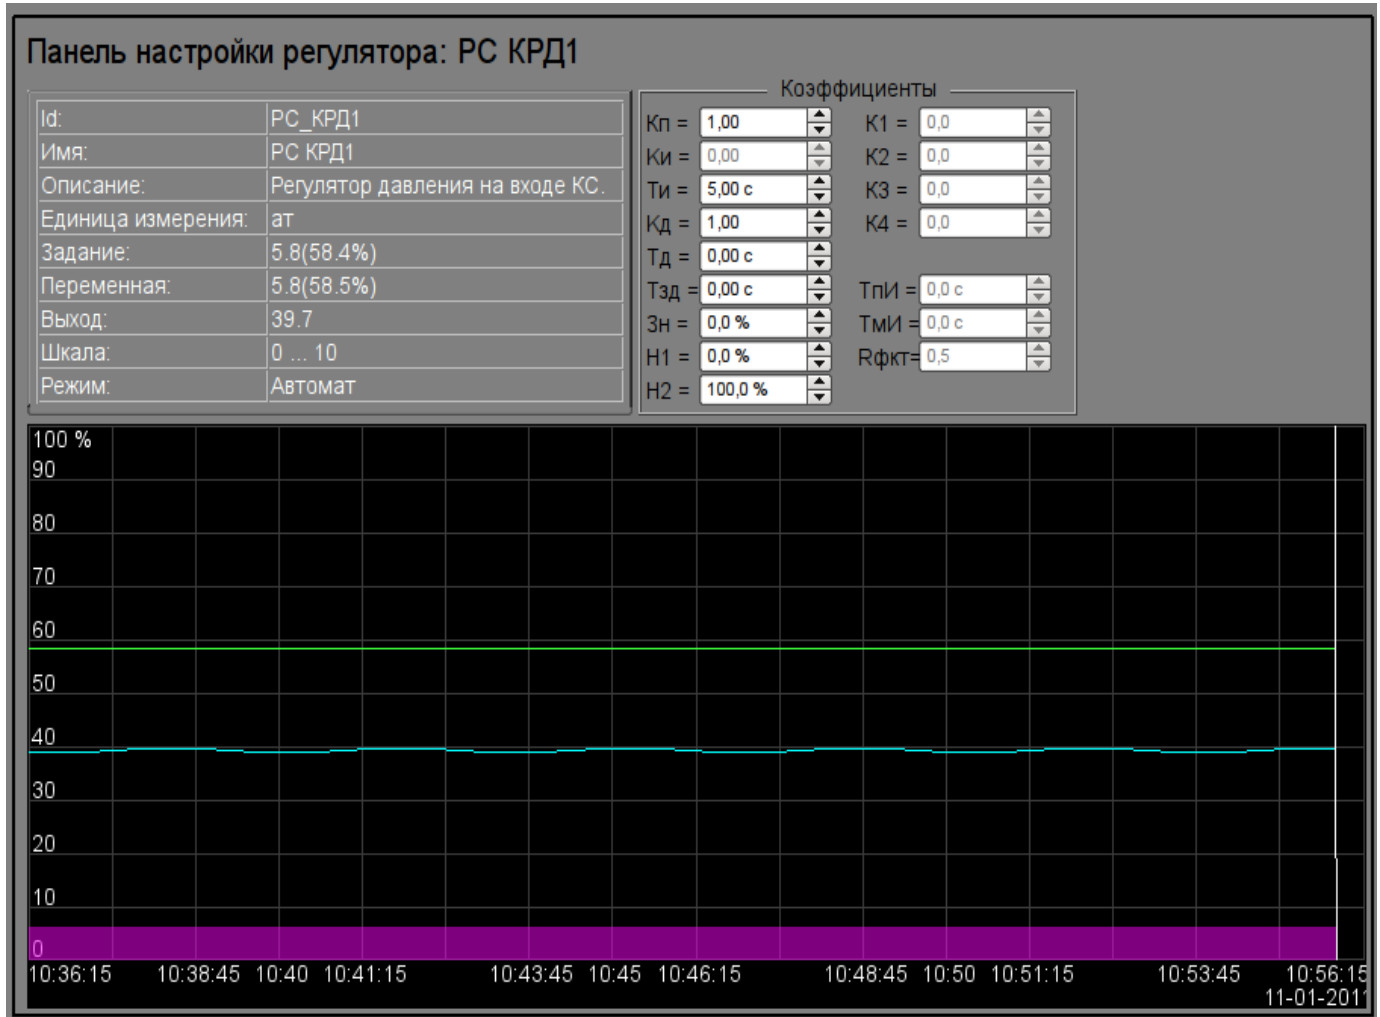 Панель настройки регулятора: РС КРД1
Коэффициенты
Id: РС_КРД1
Имя: РС КРД1
Описание: Регулятор давления на входе КС.
Единица измерения: ат
Задание: 5.8(58.4%)
Переменная: 5.8(58.5%)
Выход: 39.7
Шкала: 0 ... 10
Режим: Автомат
Кп = 1,00 К1 = 0,0
Ки = 0,00 К2 = 0,0
Ти = 5,00 с К3 = 0,0
Кд = 1,00 К4 = 0,0
Тд = 0,00 с
Тзд = 0,00 с ТпИ = 0,0 с
Зн = 0,0 % ТмИ = 0,0 с
Н1 = 0,0 % Rфкт= 0,5
Н2 = 100,0 %
100 %
90
80
70
60
50
40
30
20
10
0
10:36:15 10:38:45 10:40 10:41:15 10:43:45 10:45 10:46:15 10:48:45 10:50 10:51:15 10:53:45 10:56:15
11-01-2011